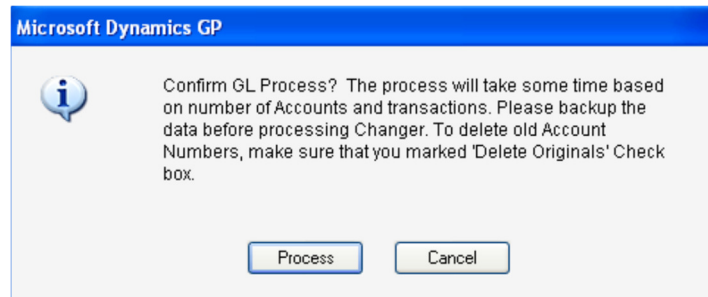 Microsoft Dynamics GP
Confirm GL Process? The process will take some time based
on number of Accounts and transactions. Please backup the
data before processing Changer. To delete old Account
Numbers, make sure that you marked 'Delete Originals' Check
box.
Process Cancel